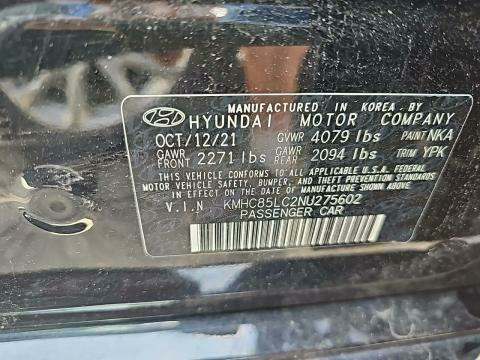 MANUFACTURED IN KOREA BY
HYUNDAI MOTOR COMPANY
OCT/12/21 GVWR 4079 lbs PAINT NKA
GAWR FRONT 2271 lbs GAWR REAR 2094 lbs TRIM YPK
THIS VEHICLE CONFORMS TO ALL APPLICABLE U.S.A. FEDERAL
MOTOR VEHICLE SAFETY, BUMPER, AND THEFT PREVENTION STANDARDS
IN EFFECT ON THE DATE OF MANUFACTURE SHOWN ABOVE.
V.I.N. KMHC85LC2NU275602
PASSENGER CAR